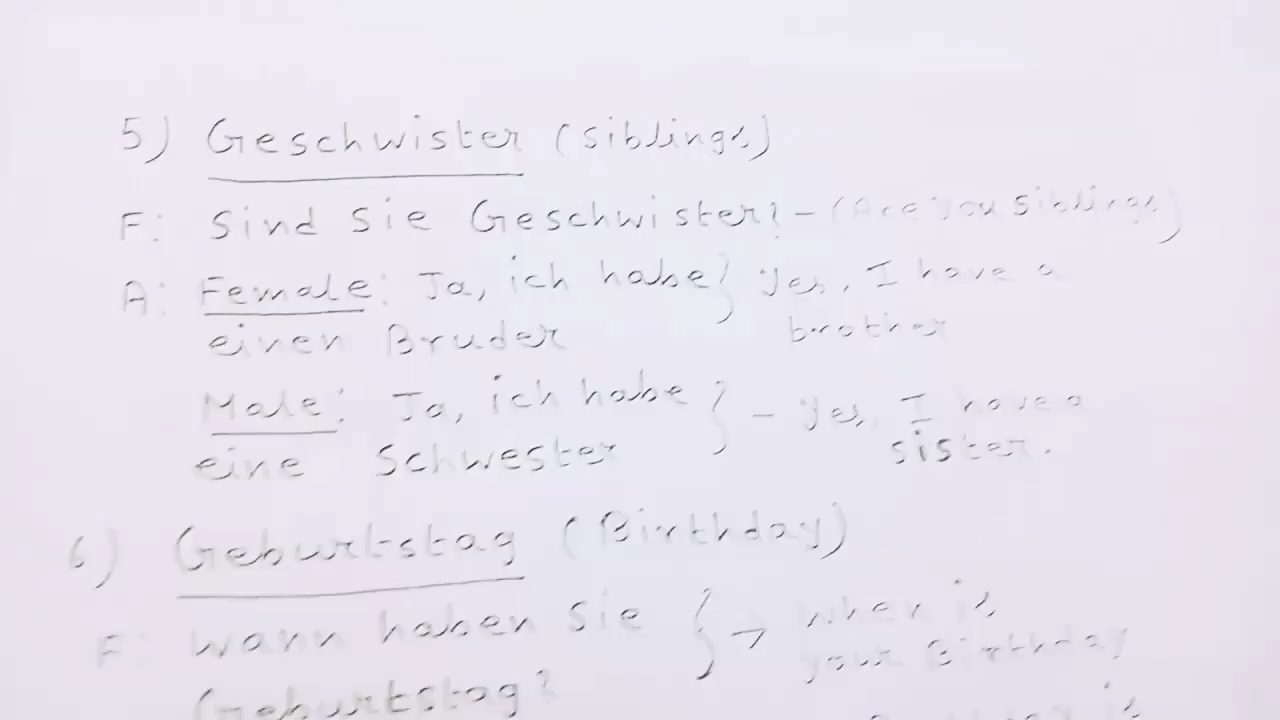 5) Geschwister (siblings)
F: Sind Sie Geschwister? - (Are you siblings)
A: Female: Ja, ich habe } Yes, I have a
einen Bruder brother
Male: Ja, ich habe } - Yes, I have a
eine Schwester sister.
6) Geburtstag (Birthday)
F: Wann haben Sie } → when is
Geburtstag? your Birthday
is